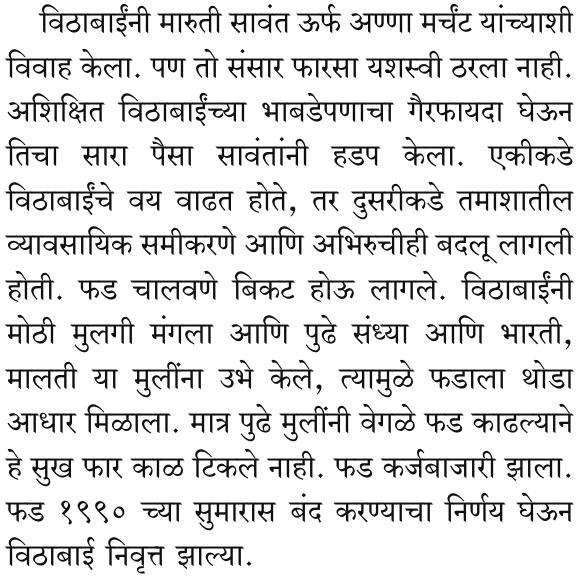 विठाबाईंनी मारुती सावंत ऊर्फ अण्णा मर्चंट यांच्याशी
विवाह केला. पण तो संसार फारसा यशस्वी ठरला नाही.
अशिक्षित विठाबाईंच्या भाबडेपणाचा गैरफायदा घेऊन
तिचा सारा पैसा सावंतांनी हडप केला. एकीकडे
विठाबाईंचे वय वाढत होते, तर दुसरीकडे तमाशातील
व्यावसायिक समीकरणे आणि अभिरुचीही बदलू लागली
होती. फड चालवणे बिकट होऊ लागले. विठाबाईंनी
मोठी मुलगी मंगला आणि पुढे संध्या आणि भारती,
मालती या मुलींना उभे केले, त्यामुळे फडाला थोडा
आधार मिळाला. मात्र पुढे मुलींनी वेगळे फड काढल्याने
हे सुख फार काळ टिकले नाही. फड कर्जबाजारी झाला.
फड १९९० च्या सुमारास बंद करण्याचा निर्णय घेऊन
विठाबाई निवृत्त झाल्या.